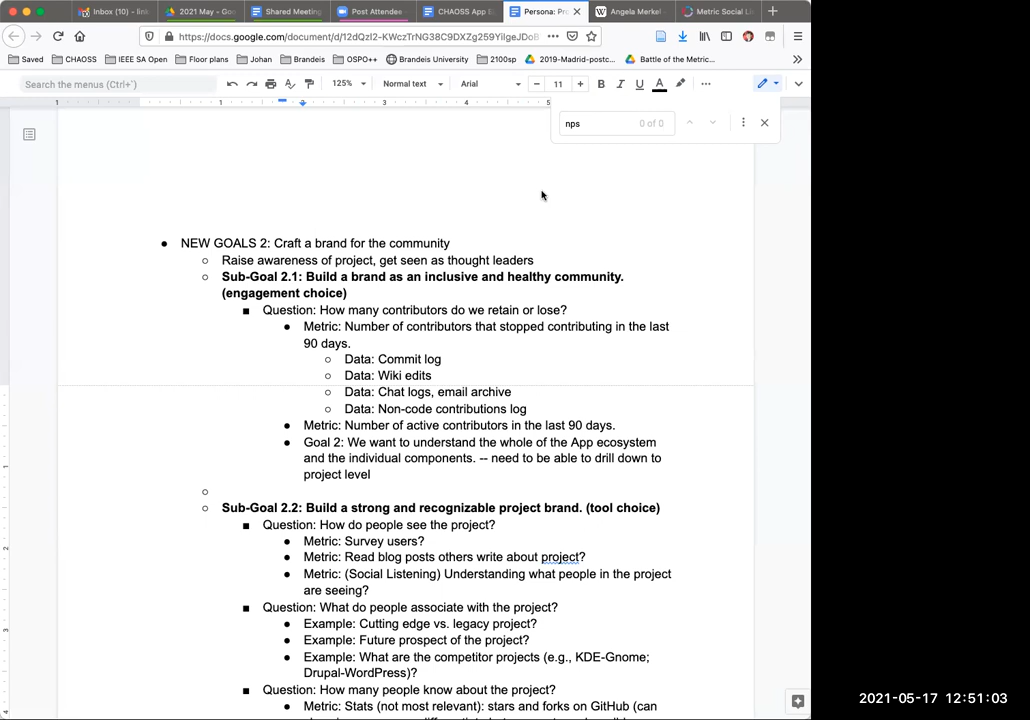 Inbox (10) – link
2021 May - Go
Shared Meeting
Post Attendee -
CHAOSS App E
Persona: Pr
Angela Merkel -
Metric Social Li
https://docs.google.com/document/d/12dQzI2-KWczTrNG38C9DXZg259YiIgeJDoB
Saved
CHAOSS
IEEE SA Open
Floor plans
Johan
Brandeis
OSPO++
Brandeis University
2100sp
2019-Madrid-postc...
Battle of the Metric...
Search the menus (Ctrl+')
125%
Normal text
Arial
11
B I U A
1 1 2 3 4 5
nps 0 of 0
NEW GOALS 2: Craft a brand for the community
Raise awareness of project, get seen as thought leaders
Sub-Goal 2.1: Build a brand as an inclusive and healthy community.
(engagement choice)
Question: How many contributors do we retain or lose?
Metric: Number of contributors that stopped contributing in the last
90 days.
Data: Commit log
Data: Wiki edits
Data: Chat logs, email archive
Data: Non-code contributions log
Metric: Number of active contributors in the last 90 days.
Goal 2: We want to understand the whole of the App ecosystem
and the individual components. -- need to be able to drill down to
project level
Sub-Goal 2.2: Build a strong and recognizable project brand. (tool choice)
Question: How do people see the project?
Metric: Survey users?
Metric: Read blog posts others write about project?
Metric: (Social Listening) Understanding what people in the project
are seeing?
Question: What do people associate with the project?
Example: Cutting edge vs. legacy project?
Example: Future prospect of the project?
Example: What are the competitor projects (e.g., KDE-Gnome;
Drupal-WordPress)?
Question: How many people know about the project?
Metric: Stats (not most relevant): stars and forks on GitHub (can
2021-05-17 12:51:03